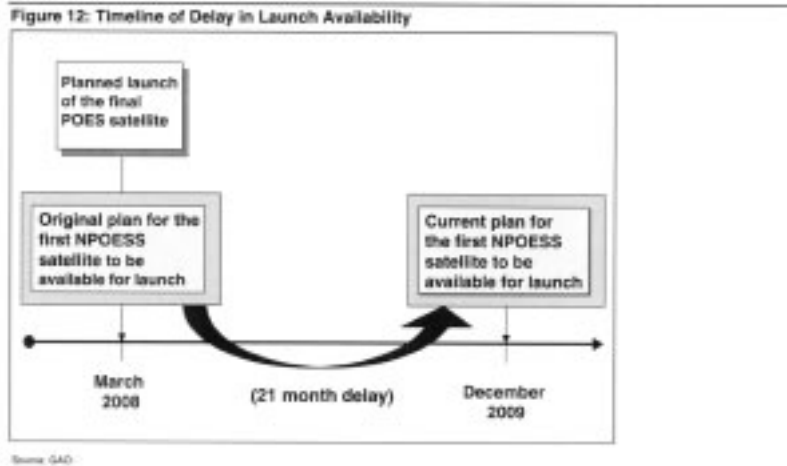 Figure 12: Timeline of Delay in Launch Availability
Planned launch
of the final
POES satellite
Original plan for the
first NPOESS
satellite to be
available for launch
Current plan for
the first NPOESS
satellite to be
available for launch
March
2008
(21 month delay)
December
2009
Source: GAO.